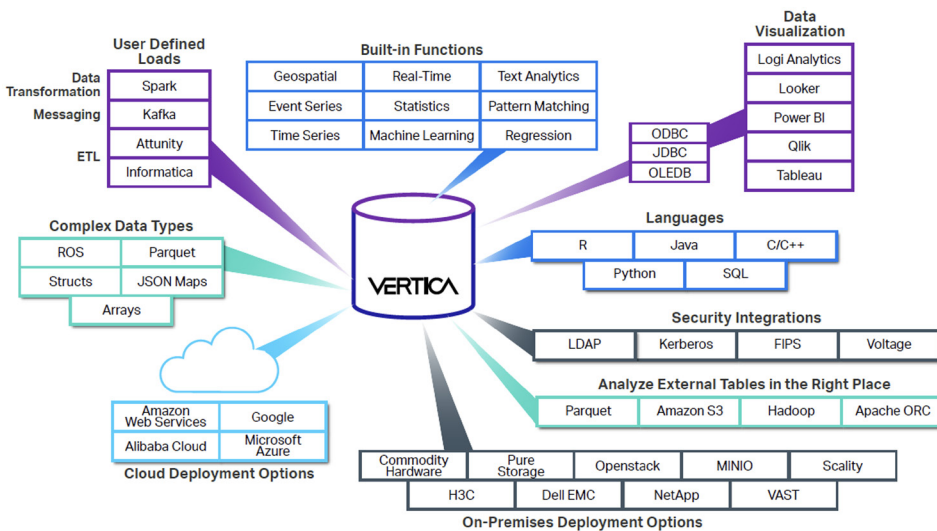 User Defined
Loads
Data
Transformation
Messaging
ETL
Spark
Kafka
Attunity
Informatica
Built-in Functions
Geospatial
Real-Time
Text Analytics
Event Series
Statistics
Pattern Matching
Time Series
Machine Learning
Regression
Data
Visualization
Logi Analytics
Looker
Power BI
Qlik
Tableau
ODBC
JDBC
OLEDB
Complex Data Types
ROS
Parquet
Structs
JSON Maps
Arrays
VERTICA
Languages
R
Java
C/C++
Python
SQL
Security Integrations
LDAP
Kerberos
FIPS
Voltage
Analyze External Tables in the Right Place
Parquet
Amazon S3
Hadoop
Apache ORC
Amazon
Web Services
Google
Alibaba Cloud
Microsoft
Azure
Cloud Deployment Options
Commodity
Hardware
Pure
Storage
Openstack
MINIO
Scality
H3C
Dell EMC
NetApp
VAST
On-Premises Deployment Options